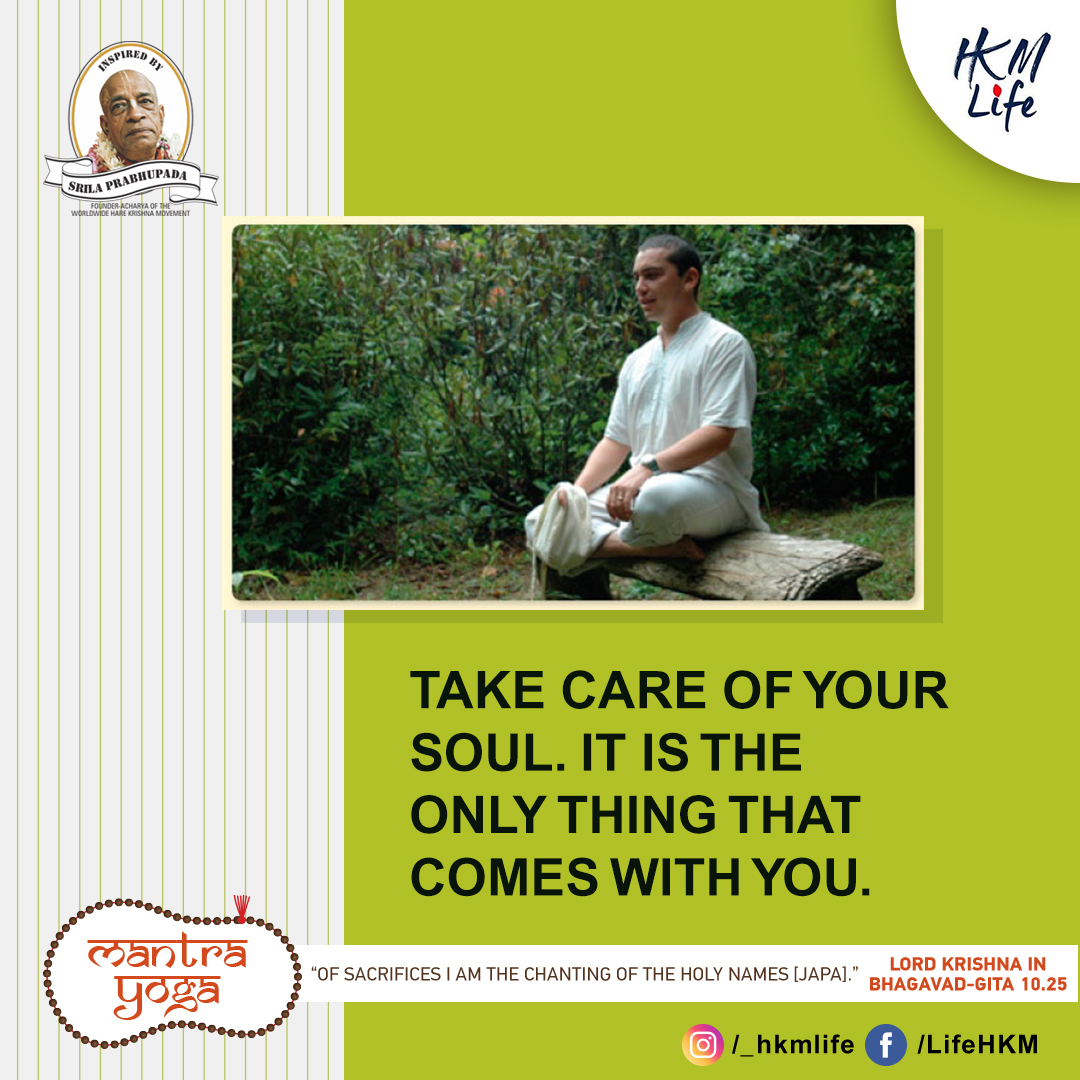 INSPIRED BY
SRILA PRABHUPADA
FOUNDER-ACHARYA OF THE
WORLDWIDE HARE KRISHNA MOVEMENT
HKM
Life
TAKE CARE OF YOUR
SOUL. IT IS THE
ONLY THING THAT
COMES WITH YOU.
mantra
yoga
“OF SACRIFICES I AM THE CHANTING OF THE HOLY NAMES [JAPA].”
LORD KRISHNA IN
BHAGAVAD-GITA 10.25
/_hkmlife
/LifeHKM